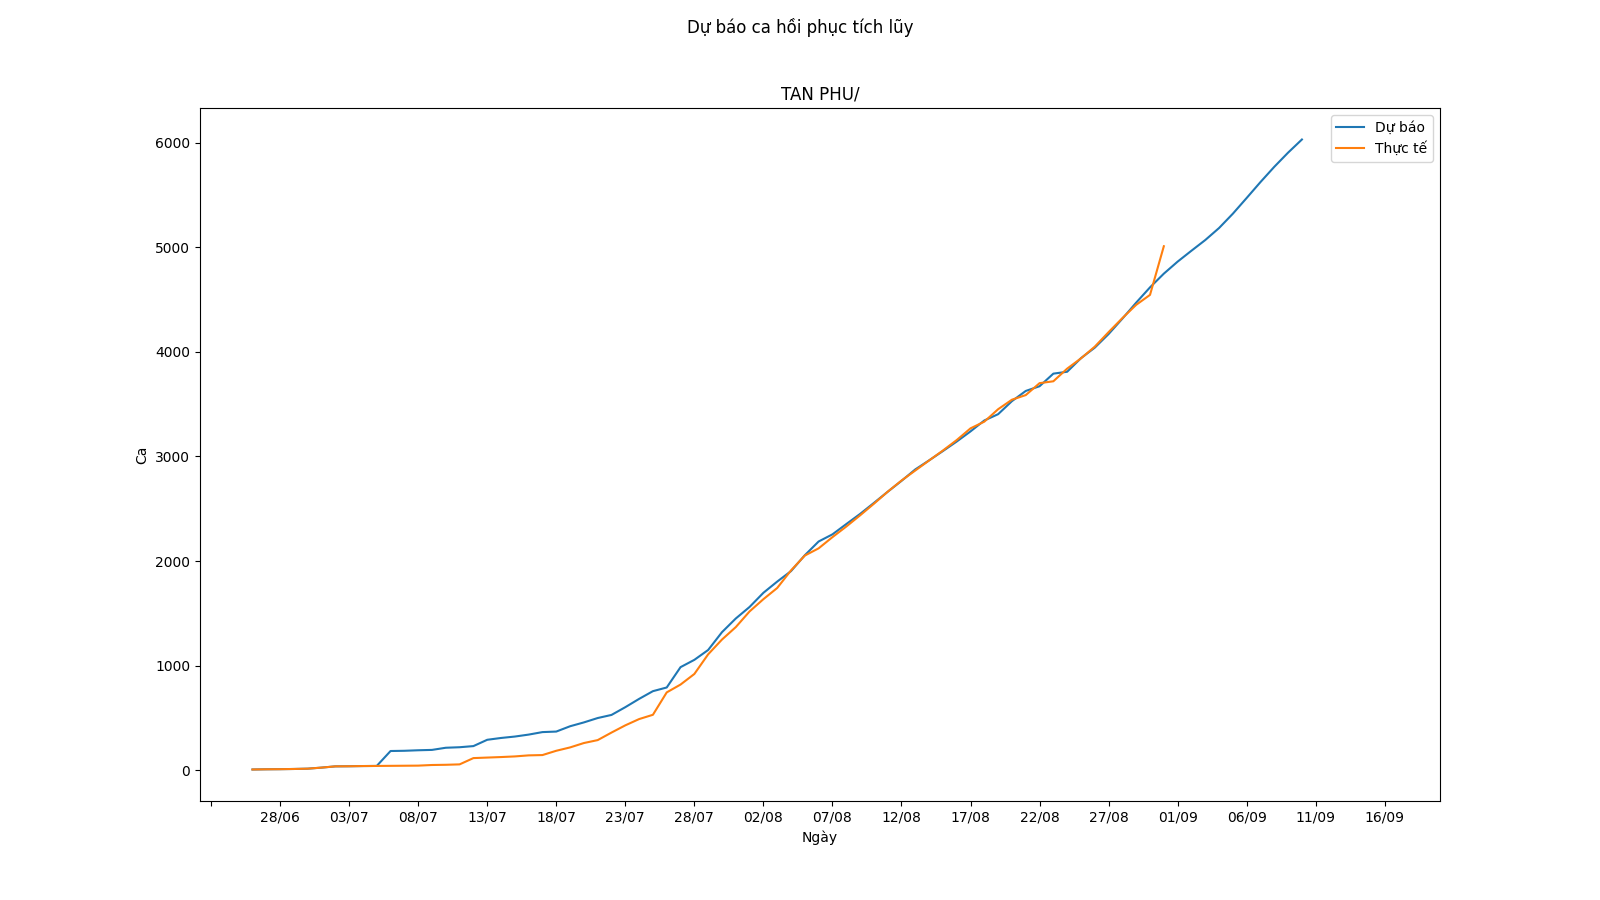 Dự báo ca hồi phục tích lũy
TAN PHU/
Dự báo
Thực tế
6000
5000
4000
3000
2000
1000
0
Ca
28/06 03/07 08/07 13/07 18/07 23/07 28/07 02/08 07/08 12/08 17/08 22/08 27/08 01/09 06/09 11/09 16/09
Ngày